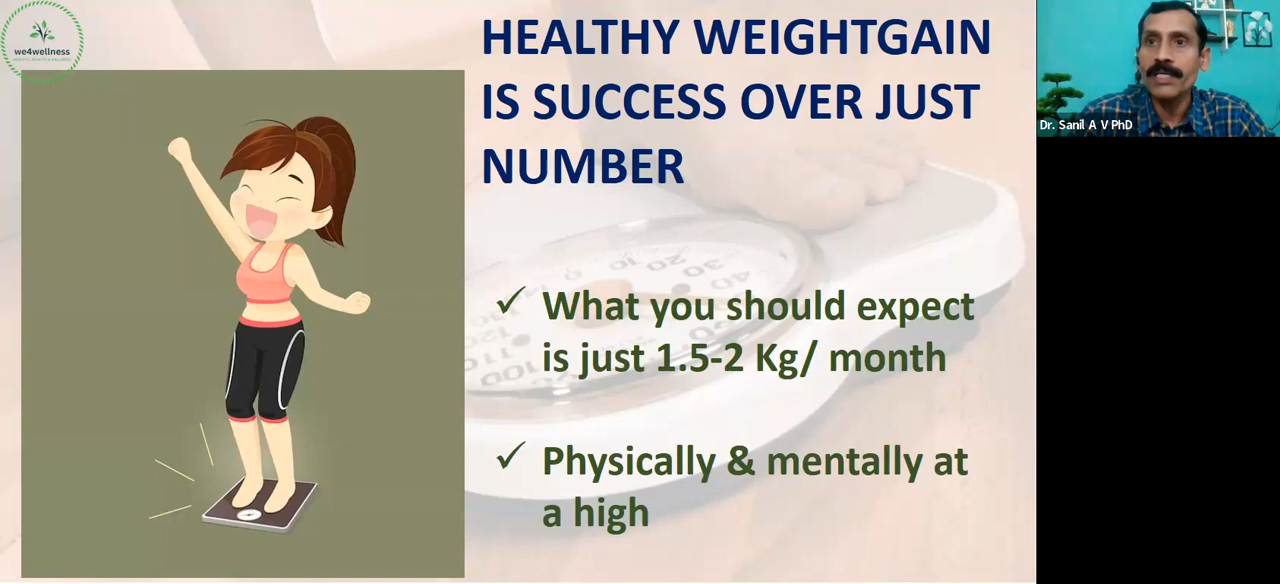 we4wellness
HEALTHY WEIGHTGAIN
IS SUCCESS OVER JUST
NUMBER
Dr. Sanil A V PhD
✓ What you should expect
is just 1.5-2 Kg/ month
✓ Physically & mentally at
a high